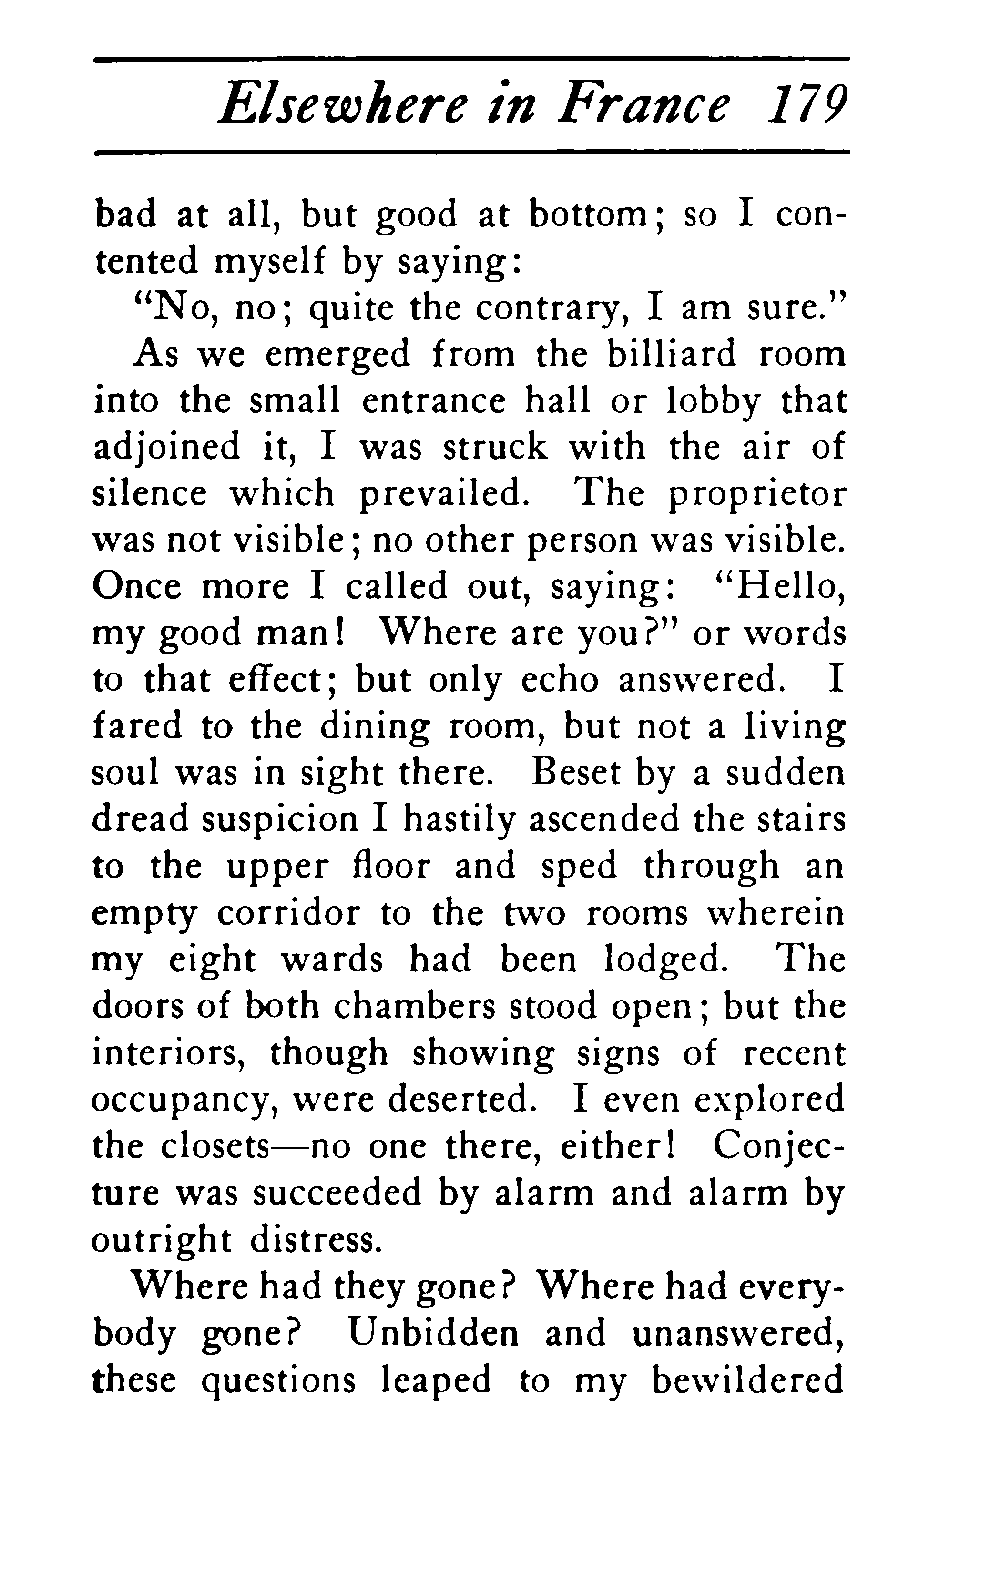 Elsewhere in France 179
bad at all, but good at bottom; so I con-
tented myself by saying:
"No, no; quite the contrary, I am sure."
As we emerged from the billiard room
into the small entrance hall or lobby that
adjoined it, I was struck with the air of
silence which prevailed. The proprietor
was not visible; no other person was visible.
Once more I called out, saying: "Hello,
my good man! Where are you?" or words
to that effect; but only echo answered. I
fared to the dining room, but not a living
soul was in sight there. Beset by a sudden
dread suspicion I hastily ascended the stairs
to the upper floor and sped through an
empty corridor to the two rooms wherein
my eight wards had been lodged. The
doors of both chambers stood open; but the
interiors, though showing signs of recent
occupancy, were deserted. I even explored
the closets—no one there, either! Conjec-
ture was succeeded by alarm and alarm by
outright distress.
Where had they gone? Where had every-
body gone? Unbidden and unanswered,
these questions leaped to my bewildered